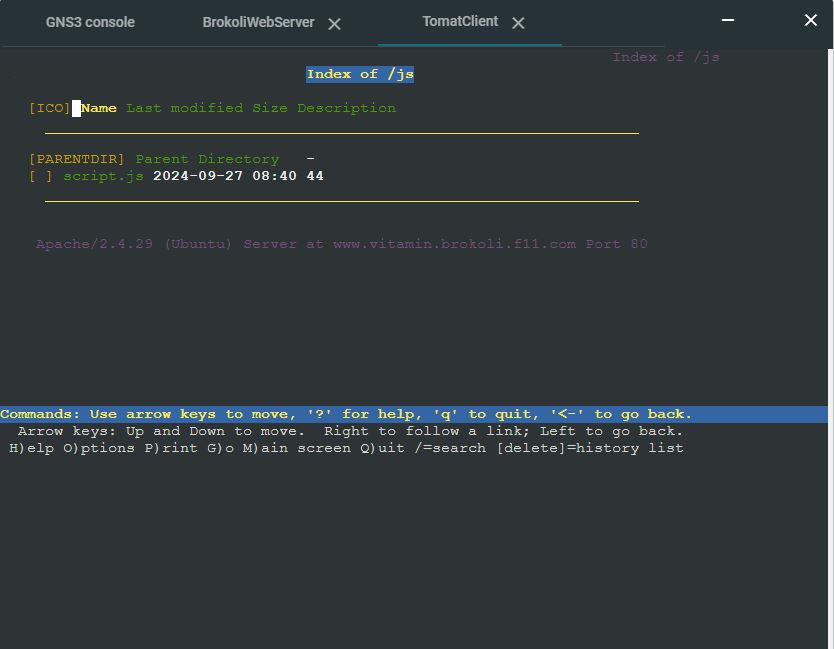 GNS3 console BrokoliWebServer TomatClient
Index of /js
Index of /js
[ICO] Name Last modified Size Description
[PARENTDIR] Parent Directory -
[ ] script.js 2024-09-27 08:40 44
Apache/2.4.29 (Ubuntu) Server at www.vitamin.brokoli.f11.com Port 80
Commands: Use arrow keys to move, '?' for help, 'q' to quit, '<-' to go back.
Arrow keys: Up and Down to move. Right to follow a link; Left to go back.
H)elp O)ptions P)rint G)o M)ain screen Q)uit /=search [delete]=history list